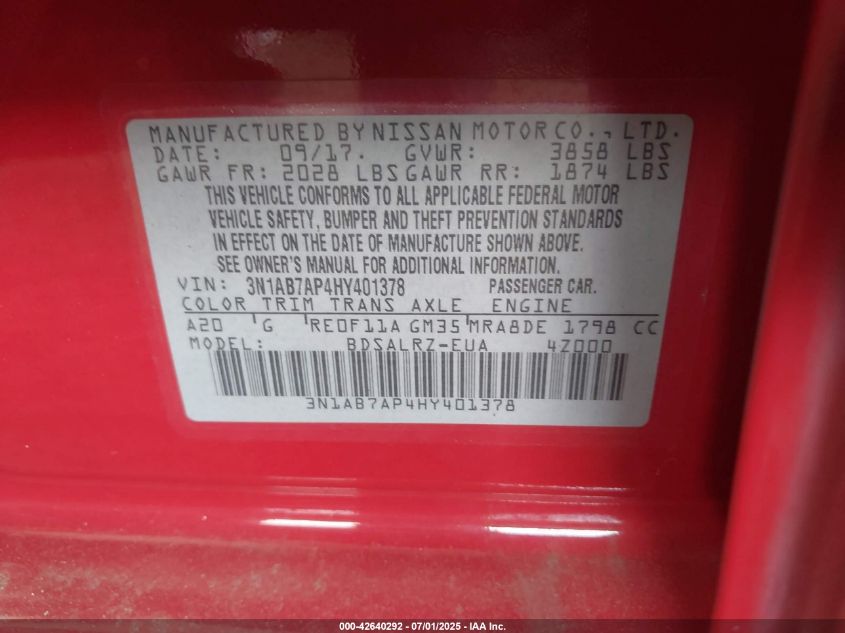 MANUFACTURED BY NISSAN MOTOR CO., LTD.
DATE: 09/17. GVWR: 3858 LBS
GAWR FR: 2028 LBS GAWR RR: 1874 LBS
THIS VEHICLE CONFORMS TO ALL APPLICABLE FEDERAL MOTOR
VEHICLE SAFETY, BUMPER AND THEFT PREVENTION STANDARDS
IN EFFECT ON THE DATE OF MANUFACTURE SHOWN ABOVE.
SEE OWNER'S MANUAL FOR ADDITIONAL INFORMATION.
VIN: 3N1AB7AP4HY401378 PASSENGER CAR.
COLOR TRIM TRANS AXLE ENGINE
A20 G RE0F11A GM35 MRA8DE 1798 CC
MODEL: BDSALRZ-EUA 4Z000
3N1AB7AP4HY401378
000-42640292 - 07/01/2025 - IAA Inc.